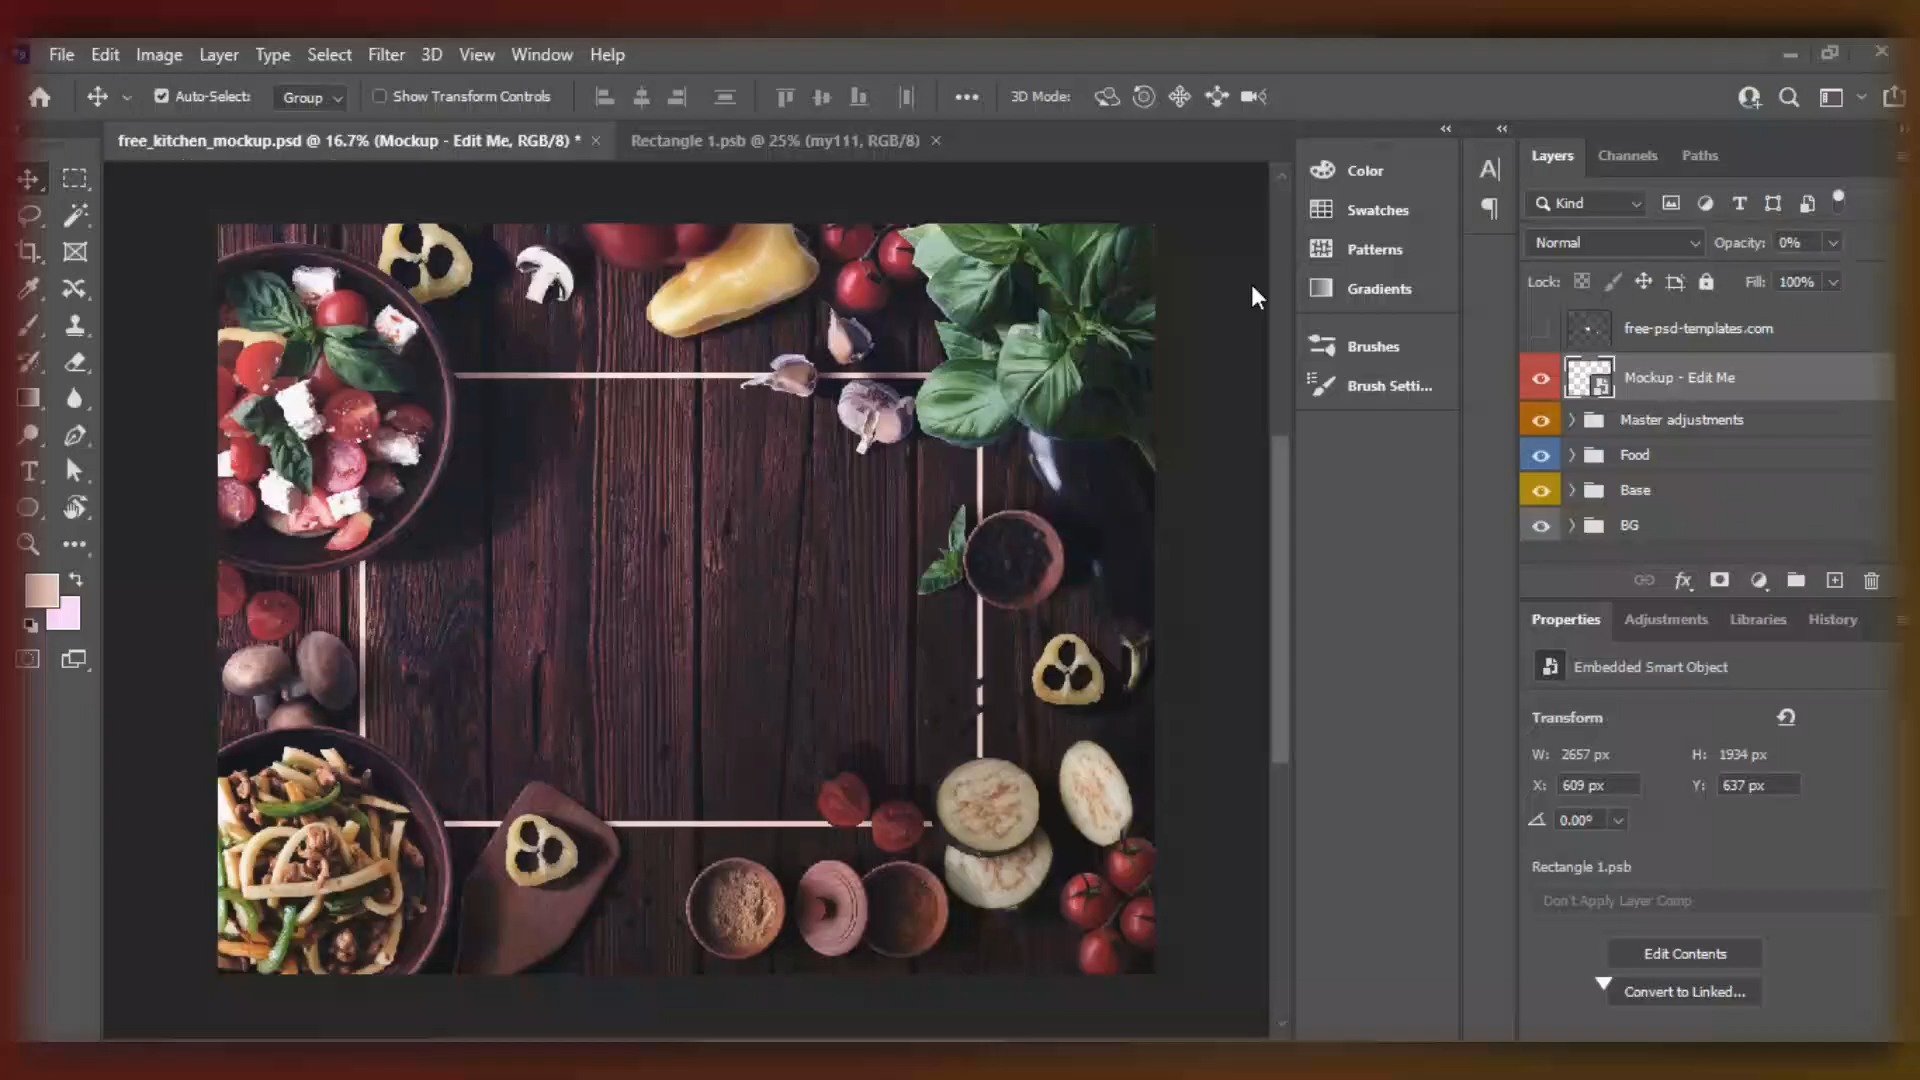 File Edit Image Layer Type Select Filter 3D View Window Help
Auto-Select: Group Show Transform Controls 3D Mode:
free_kitchen_mockup.psd @ 16.7% (Mockup - Edit Me, RGB/8) * Rectangle 1.psb @ 25% (my111, RGB/8)
Color
Swatches
Patterns
Gradients
Brushes
Brush Setti...
Layers Channels Paths
Kind
Normal Opacity: 0%
Lock: Fill: 100%
free-psd-templates.com
Mockup - Edit Me
Master adjustments
Food
Base
BG
Properties Adjustments Libraries History
Embedded Smart Object
Transform
W: 2657 px H: 1934 px
X: 609 px Y: 637 px
0.00°
Rectangle 1.psb
Don't Apply Layer Comp
Edit Contents
Convert to Linked...